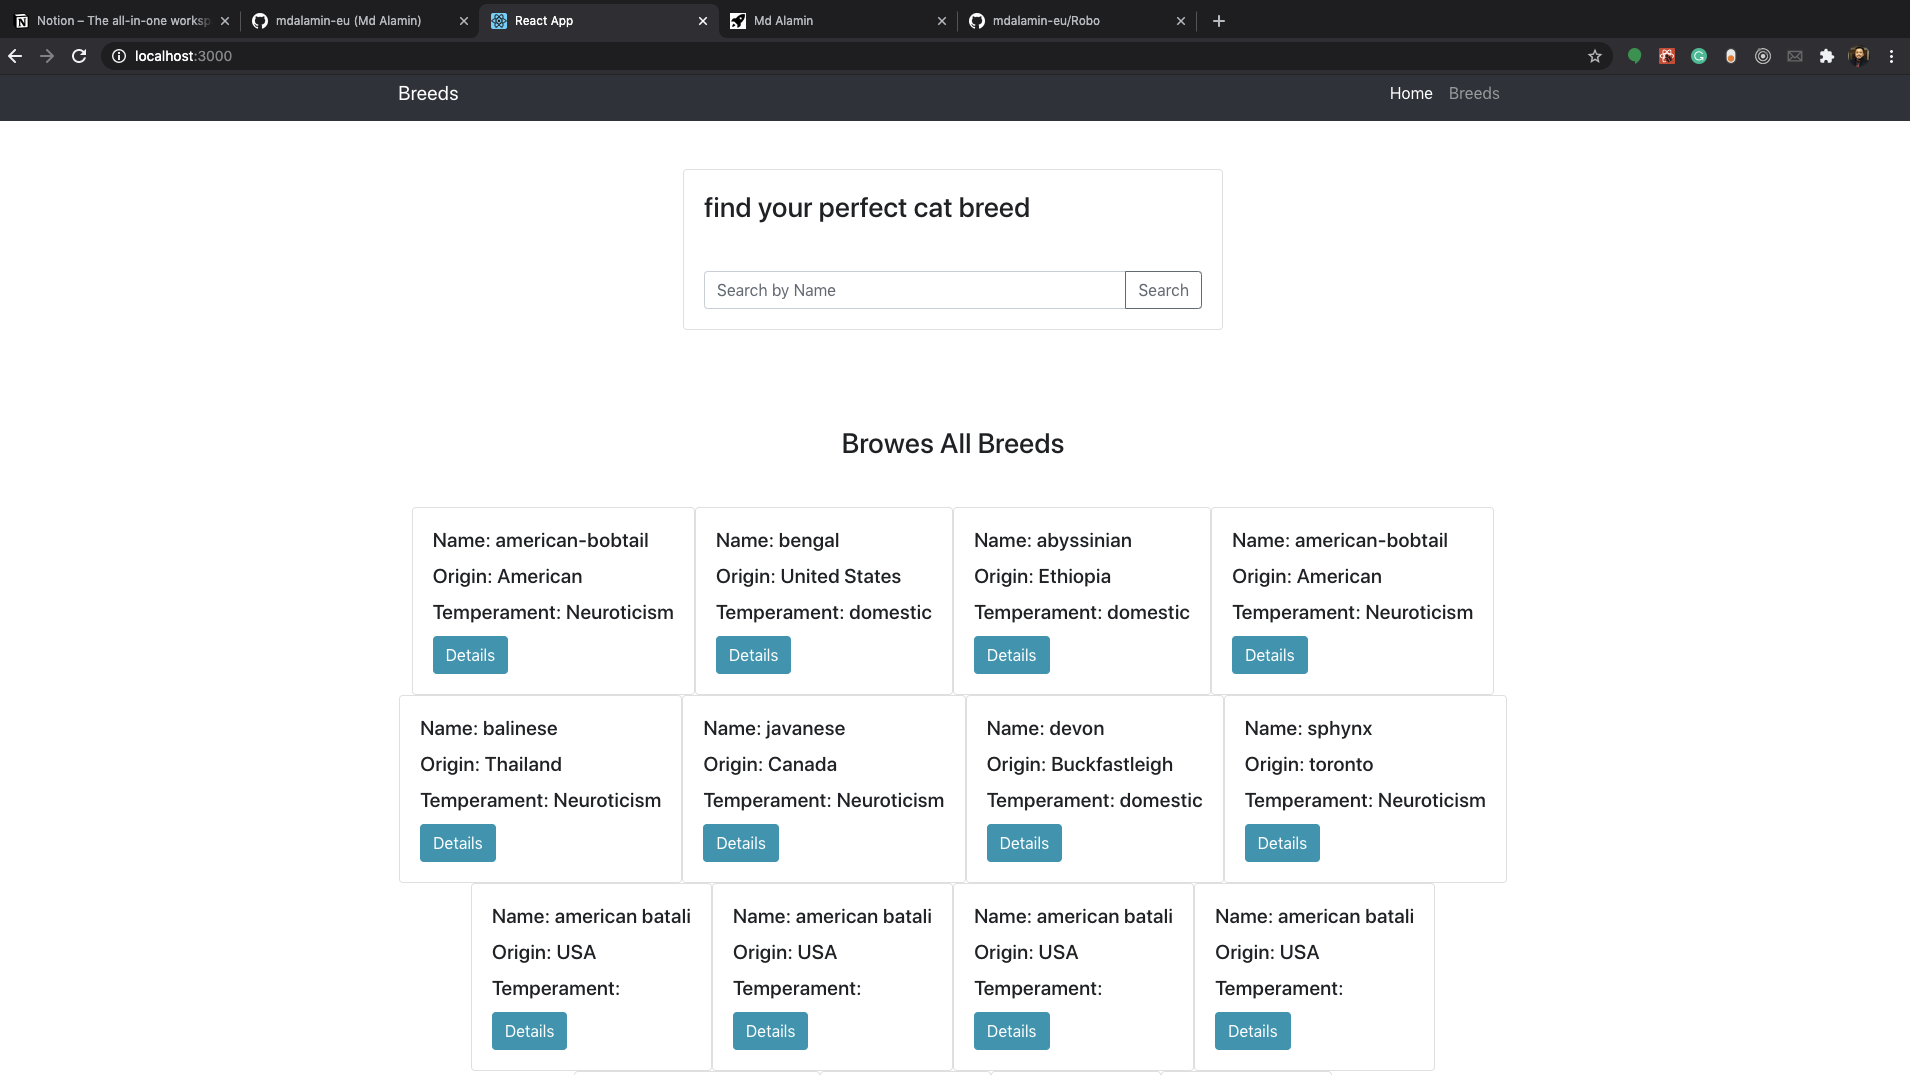 Notion – The all-in-one worksp
mdalamin-eu (Md Alamin)
React App
Md Alamin
mdalamin-eu/Robo
localhost:3000
Breeds
Home
Breeds
find your perfect cat breed
Search by Name
Search
Browes All Breeds
Name: american-bobtail
Origin: American
Temperament: Neuroticism
Details
Name: bengal
Origin: United States
Temperament: domestic
Details
Name: abyssinian
Origin: Ethiopia
Temperament: domestic
Details
Name: american-bobtail
Origin: American
Temperament: Neuroticism
Details
Name: balinese
Origin: Thailand
Temperament: Neuroticism
Details
Name: javanese
Origin: Canada
Temperament: Neuroticism
Details
Name: devon
Origin: Buckfastleigh
Temperament: domestic
Details
Name: sphynx
Origin: toronto
Temperament: Neuroticism
Details
Name: american batali
Origin: USA
Temperament:
Details
Name: american batali
Origin: USA
Temperament:
Details
Name: american batali
Origin: USA
Temperament:
Details
Name: american batali
Origin: USA
Temperament:
Details